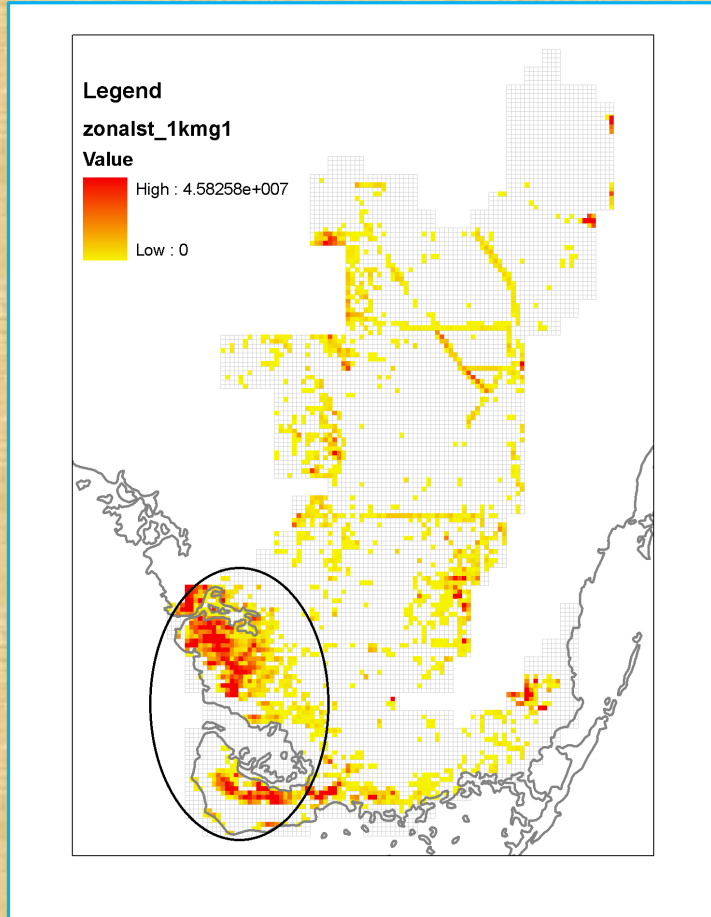 Legend
zonalst_1kmg1
Value
High : 4.58258e+007
Low : 0